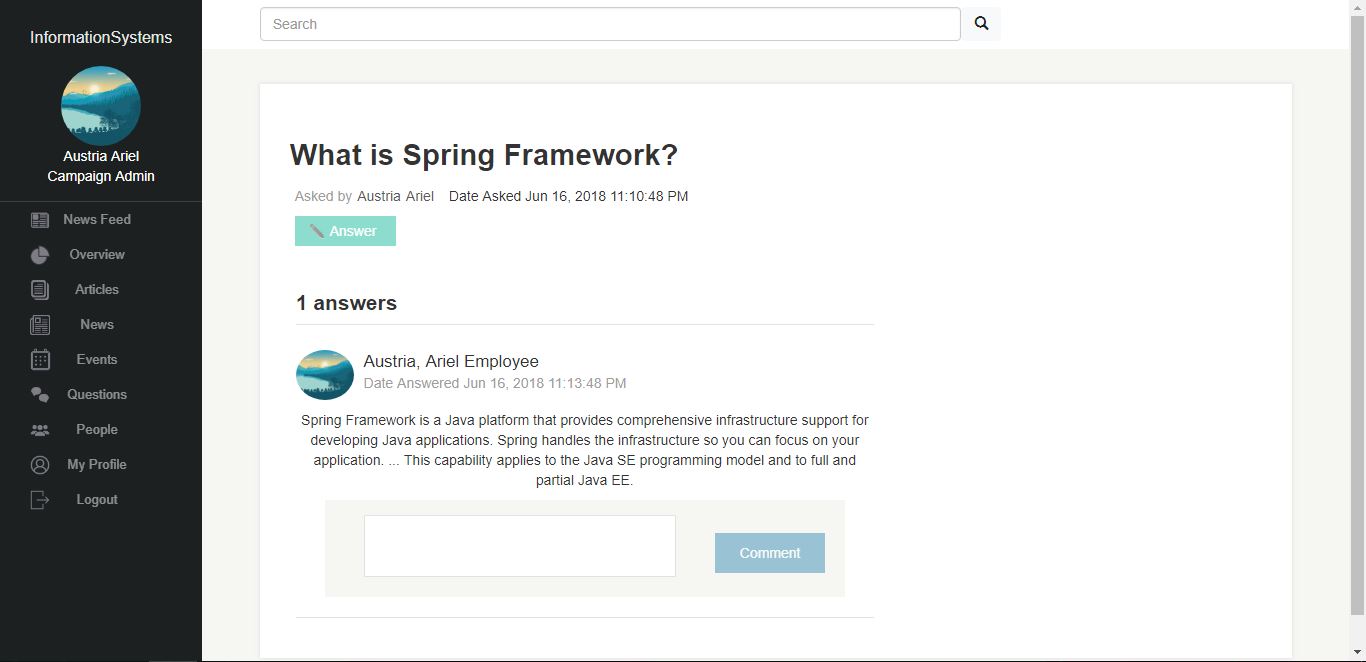 InformationSystems
Austria Ariel
Campaign Admin
News Feed
Overview
Articles
News
Events
Questions
People
My Profile
Logout
Search
What is Spring Framework?
Asked by Austria Ariel Date Asked Jun 16, 2018 11:10:48 PM
Answer
1 answers
Austria, Ariel Employee
Date Answered Jun 16, 2018 11:13:48 PM
Spring Framework is a Java platform that provides comprehensive infrastructure support for
developing Java applications. Spring handles the infrastructure so you can focus on your
application. ... This capability applies to the Java SE programming model and to full and
partial Java EE.
Comment